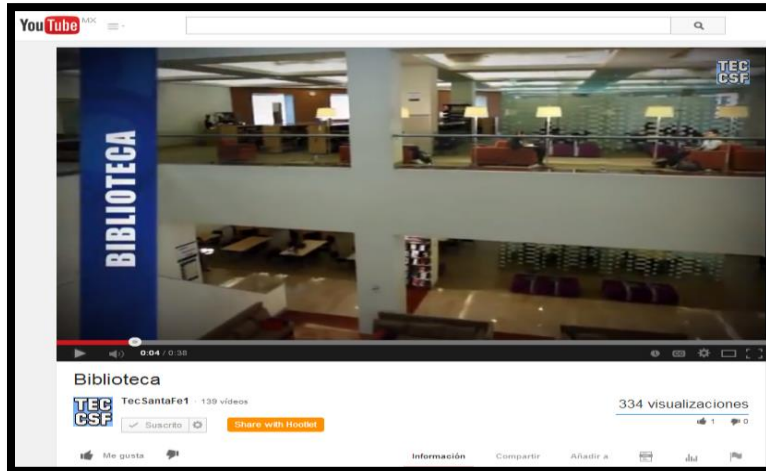 YouTube MX
TEC
CSF
BIBLIOTECA
0:04 / 0:38
Biblioteca
TEC
CSF
TecSantaFe1 · 139 vídeos
Suscrito
Share with Hootlet
334 visualizaciones
1 0
Me gusta
Información Compartir Añadir a